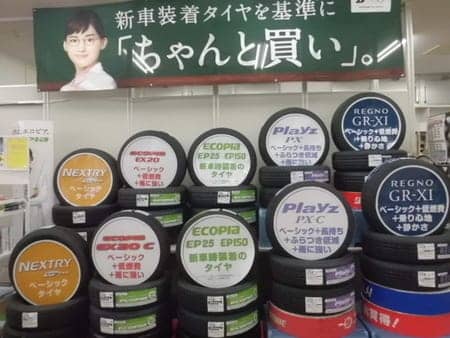 新車装着タイヤを基準に
「ちゃんと買い」。
NEXTRY
ベーシック
タイヤ
ECOPIA
EX20
ベーシック
+低燃費
+雨に強い
ECOPIA
EP25 EP150
新車時装着の
タイヤ
Playz
PX
ベーシック+長持ち
+ふらつき低減
+雨に強い
REGNO
GR-XI
ベーシック+低燃費
+乗り心地
+静かさ
NEXTRY
ベーシック
タイヤ
ECOPIA
EX20 C
ベーシック
+低燃費
+雨に強い
ECOPIA
EP25 EP150
新車時装着の
タイヤ
Playz
PX-C
ベーシック+長持ち
+ふらつき低減
+雨に強い
REGNO
GR-XI
ベーシック+低燃費
+乗り心地
+静かさ
お買得!